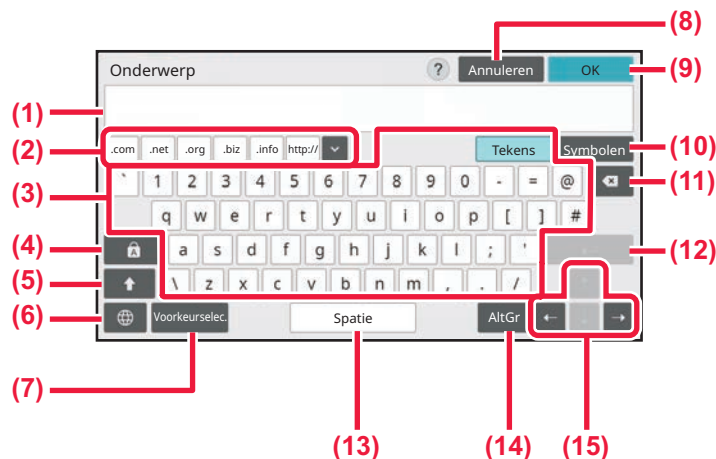 (8)
Onderwerp ? Annuleren OK (9)
(1)
(2) .com .net .org .biz .info http:// Tekens Symbolen (10)
(3) ` 1 2 3 4 5 6 7 8 9 0 - = @ (11)
q w e r t y u i o p [ ] #
(4) A a s d f g h j k l ; ' (12)
(5) \ z x c v b n m , . /
(6) Voorkeurselec. Spatie AltGr ← →
(7)
(13) (14) (15)